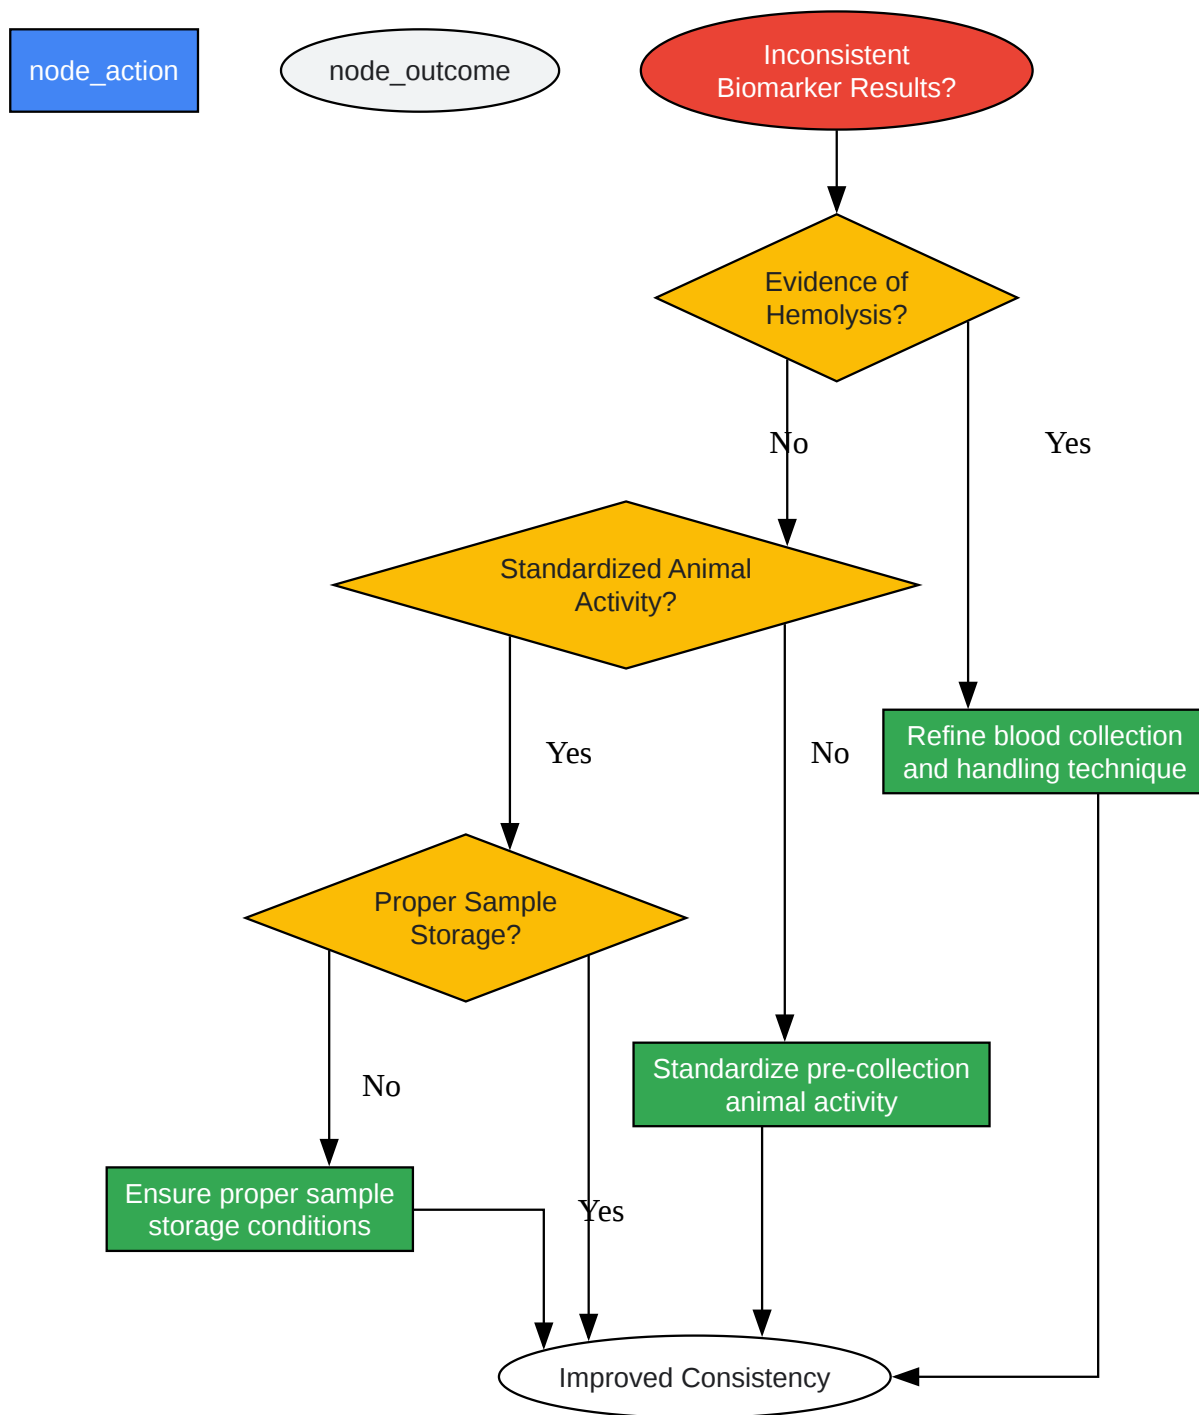 node_action
node_outcome
Inconsistent
Biomarker Results?
Evidence of
Hemolysis?
No
Yes
Standardized Animal
Activity?
Yes
No
Refine blood collection
and handling technique
Proper Sample
Storage?
No
Standardize pre-collection
animal activity
Ensure proper sample
storage conditions
Yes
Improved Consistency